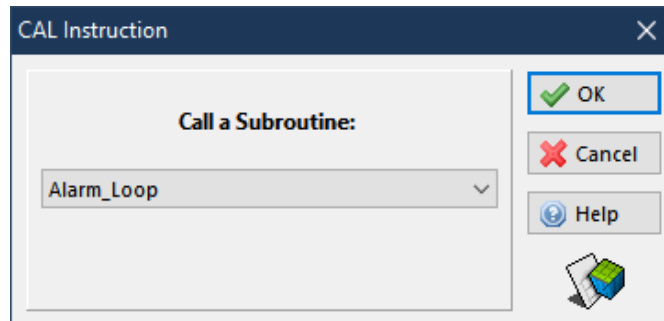 CAL Instruction
Call a Subroutine:
Alarm_Loop
OK
Cancel
Help